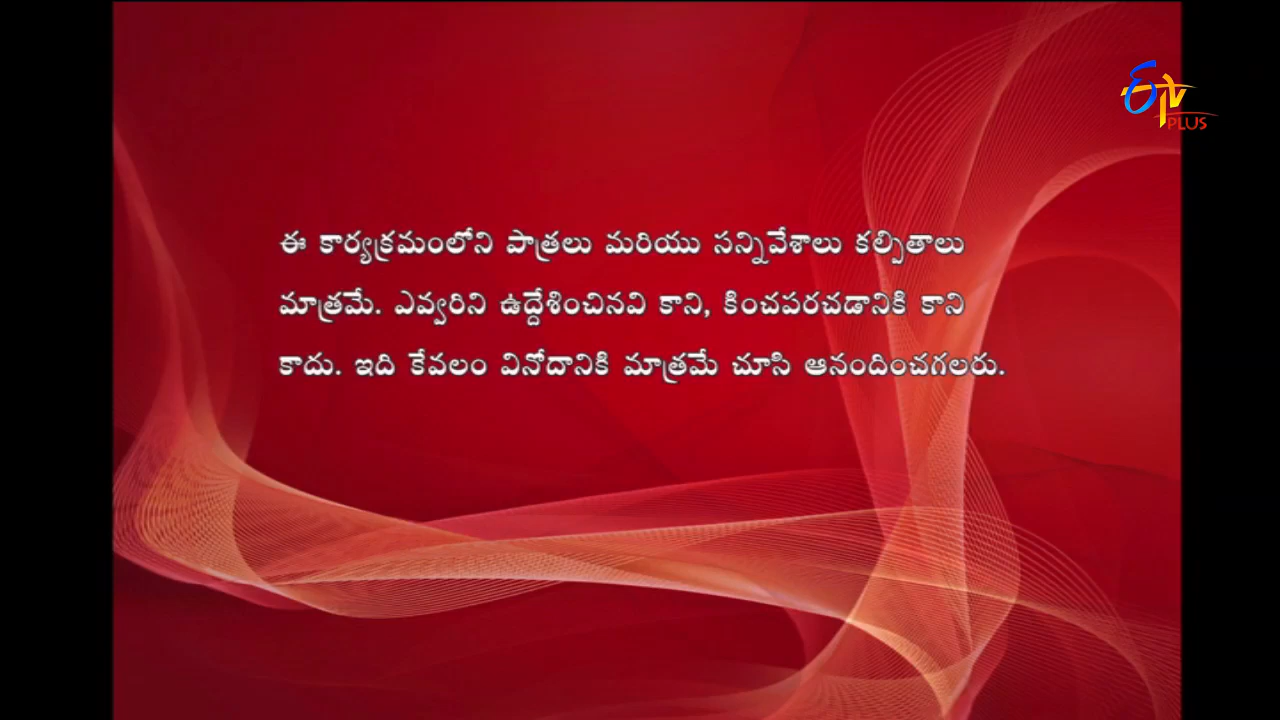 ETV
PLUS
ఈ కార్యక్రమంలోని పాత్రలు మరియు సన్నివేశాలు కల్పితాలు
మాత్రమే. ఎవ్వరిని ఉద్దేశించినవి కాని, కించపరచడానికి కాని
కాదు. ఇది కేవలం వినోదానికి మాత్రమే చూసి ఆనందించగలరు.